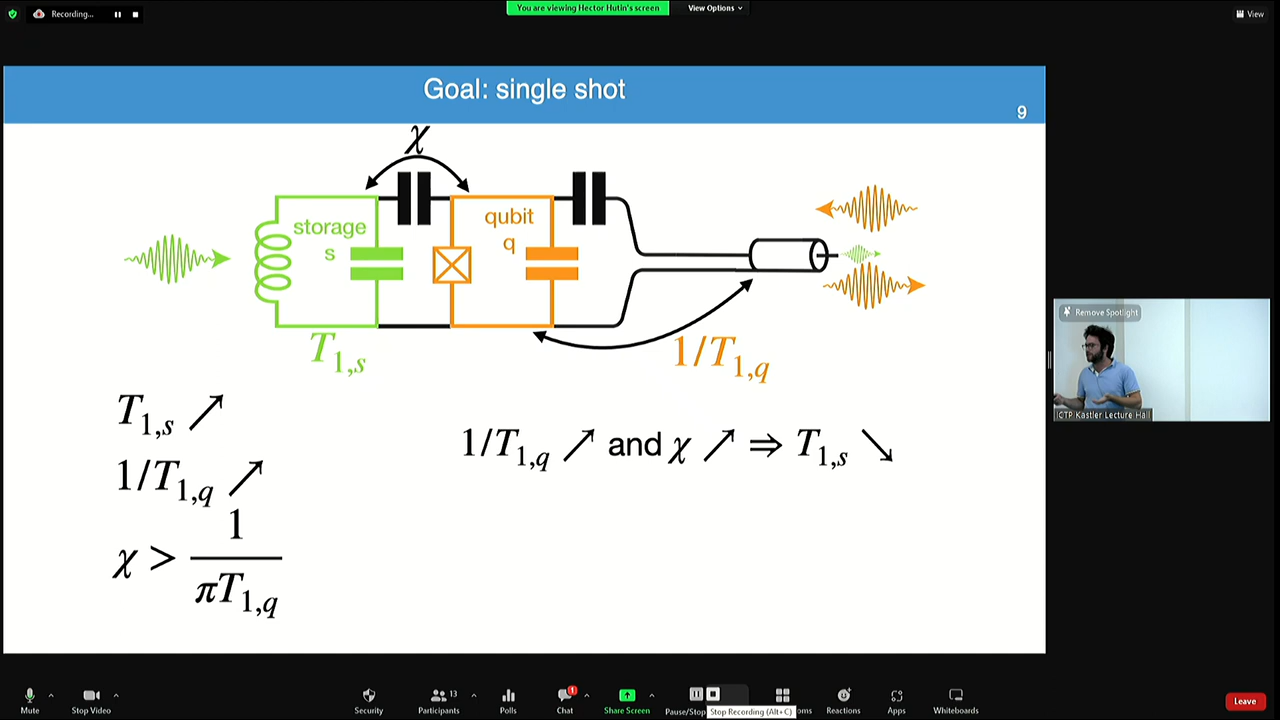 Recording...
You are viewing Hector Hutin's screen
View Options
View
Goal: single shot
9
χ
storage
s
qubit
q
T₁,ₛ
1/T₁,q
T₁,ₛ ↗
1/T₁,q ↗
χ > 1/πT₁,q
1/T₁,q ↗ and χ ↗ ⇒ T₁,ₛ ↘
Remove Spotlight
ICTP Kastler Lecture Hall
Mute
Stop Video
Security
Participants
13
Polls
Chat
1
Share Screen
Pause/Stop
Stop Recording (Alt+C)
oms
Reactions
Apps
Whiteboards
Leave